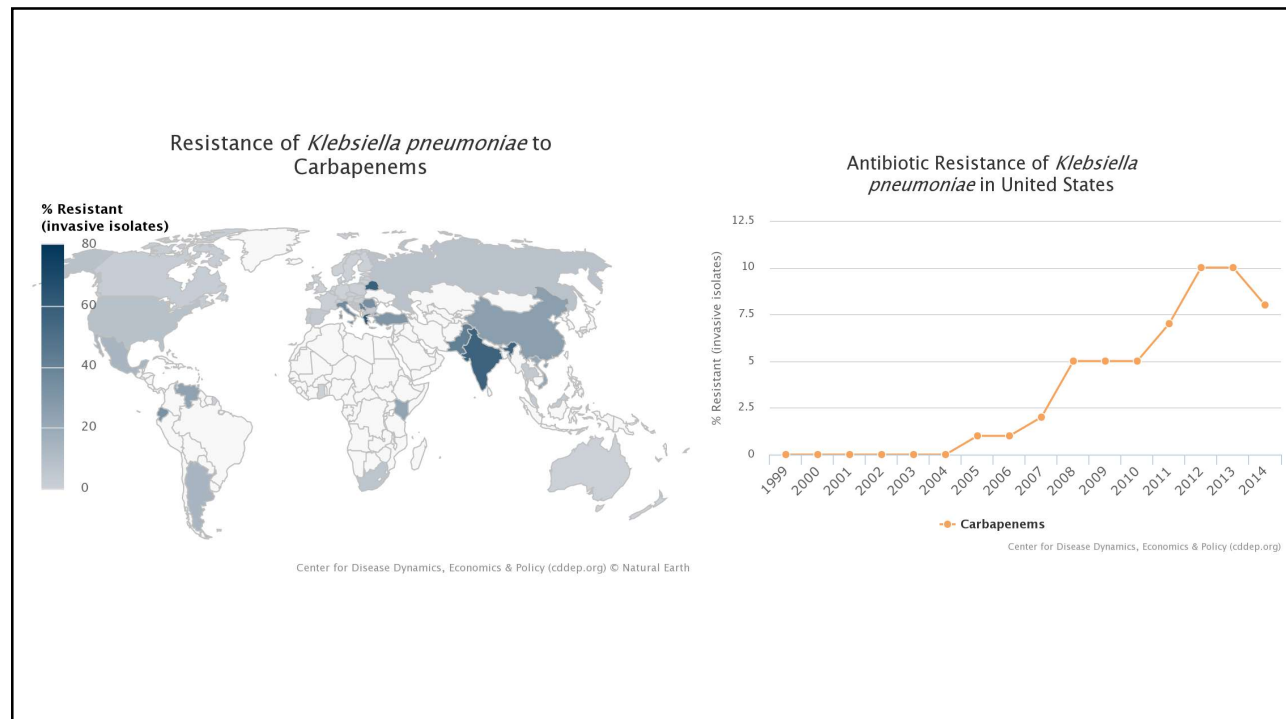 Resistance of Klebsiella pneumoniae to
Carbapenems
% Resistant
(invasive isolates)
80
60
40
20
0
Center for Disease Dynamics, Economics & Policy (cddep.org) © Natural Earth
Antibiotic Resistance of Klebsiella
pneumoniae in United States
% Resistant (invasive isolates)
12.5
10
7.5
5
2.5
0
1999
2000
2001
2002
2003
2004
2005
2006
2007
2008
2009
2010
2011
2012
2013
2014
Carbapenems
Center for Disease Dynamics, Economics & Policy (cddep.org)